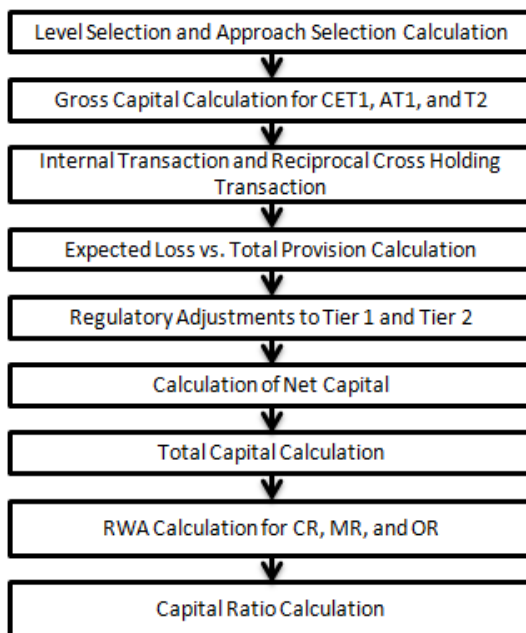 Level Selection and Approach Selection Calculation
Gross Capital Calculation for CET1, AT1, and T2
Internal Transaction and Reciprocal Cross Holding
Transaction
Expected Loss vs. Total Provision Calculation
Regulatory Adjustments to Tier 1 and Tier 2
Calculation of Net Capital
Total Capital Calculation
RWA Calculation for CR, MR, and OR
Capital Ratio Calculation